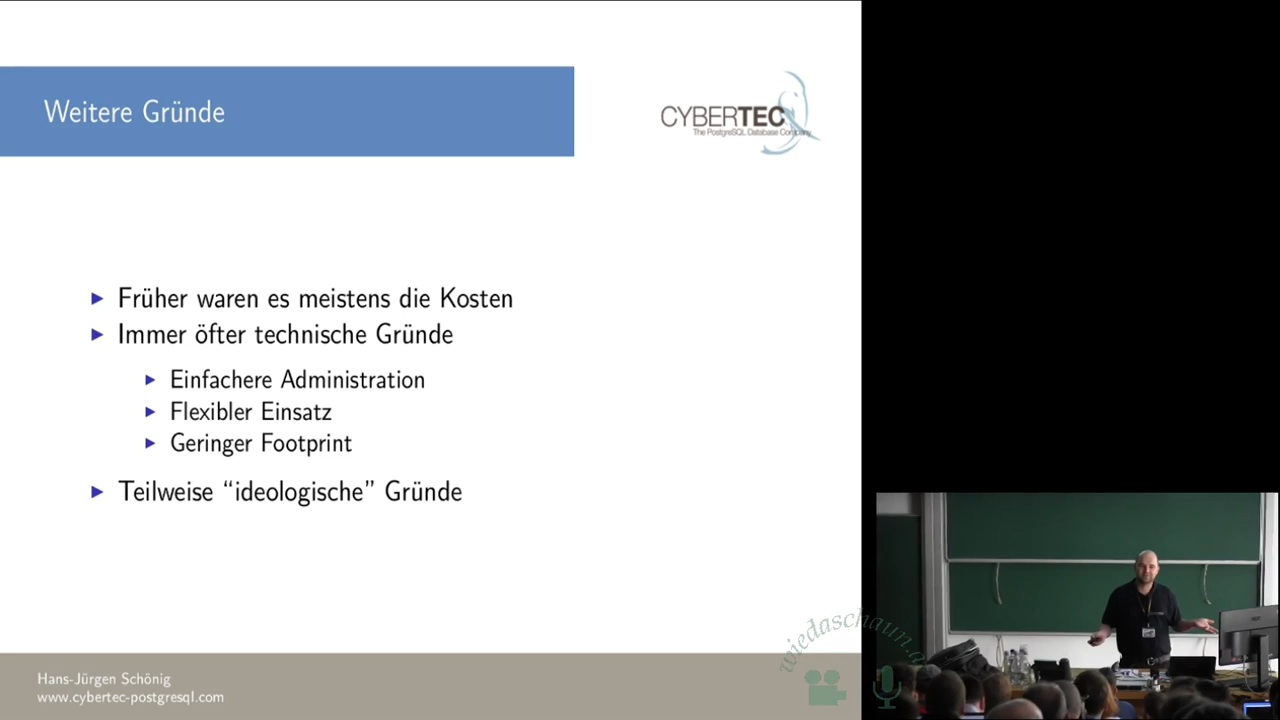 Weitere Gründe
CYBERTEC
The PostgreSQL Database Company
Früher waren es meistens die Kosten
Immer öfter technische Gründe
Einfachere Administration
Flexibler Einsatz
Geringer Footprint
Teilweise “ideologische” Gründe
Hans-Jürgen Schönig
www.cybertec-postgresql.com